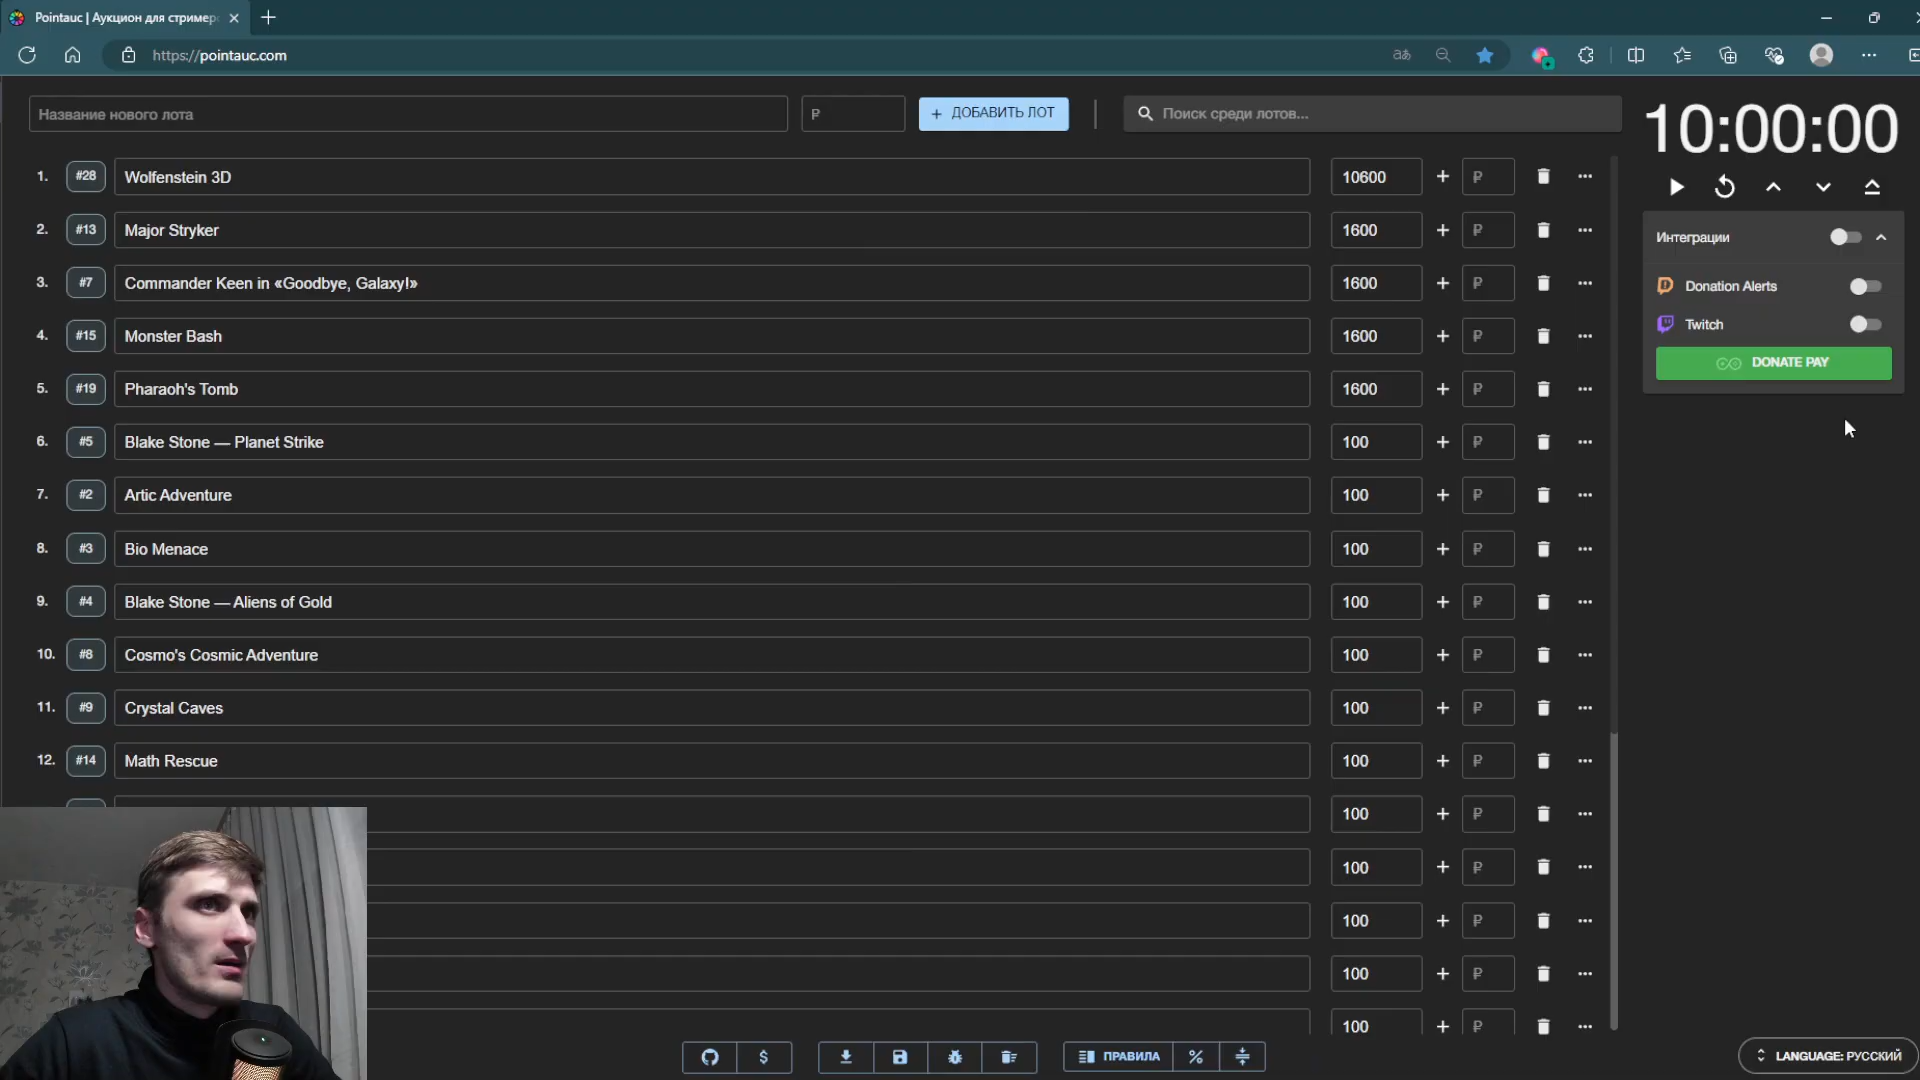 Pointauc | Аукцион для стример
https://pointauc.com
Название нового лота
₽
+ ДОБАВИТЬ ЛОТ
Поиск среди лотов...
10:00:00
1. #28 Wolfenstein 3D 10600 + ₽
2. #13 Major Stryker 1600 + ₽
3. #7 Commander Keen in «Goodbye, Galaxy!» 1600 + ₽
4. #15 Monster Bash 1600 + ₽
5. #19 Pharaoh's Tomb 1600 + ₽
6. #5 Blake Stone — Planet Strike 100 + ₽
7. #2 Artic Adventure 100 + ₽
8. #3 Bio Menace 100 + ₽
9. #4 Blake Stone — Aliens of Gold 100 + ₽
10. #8 Cosmo's Cosmic Adventure 100 + ₽
11. #9 Crystal Caves 100 + ₽
12. #14 Math Rescue 100 + ₽
100 + ₽
100 + ₽
100 + ₽
100 + ₽
100 + ₽
Интеграции
Donation Alerts
Twitch
DONATE PAY
$
ПРАВИЛА
%
LANGUAGE: РУССКИЙ